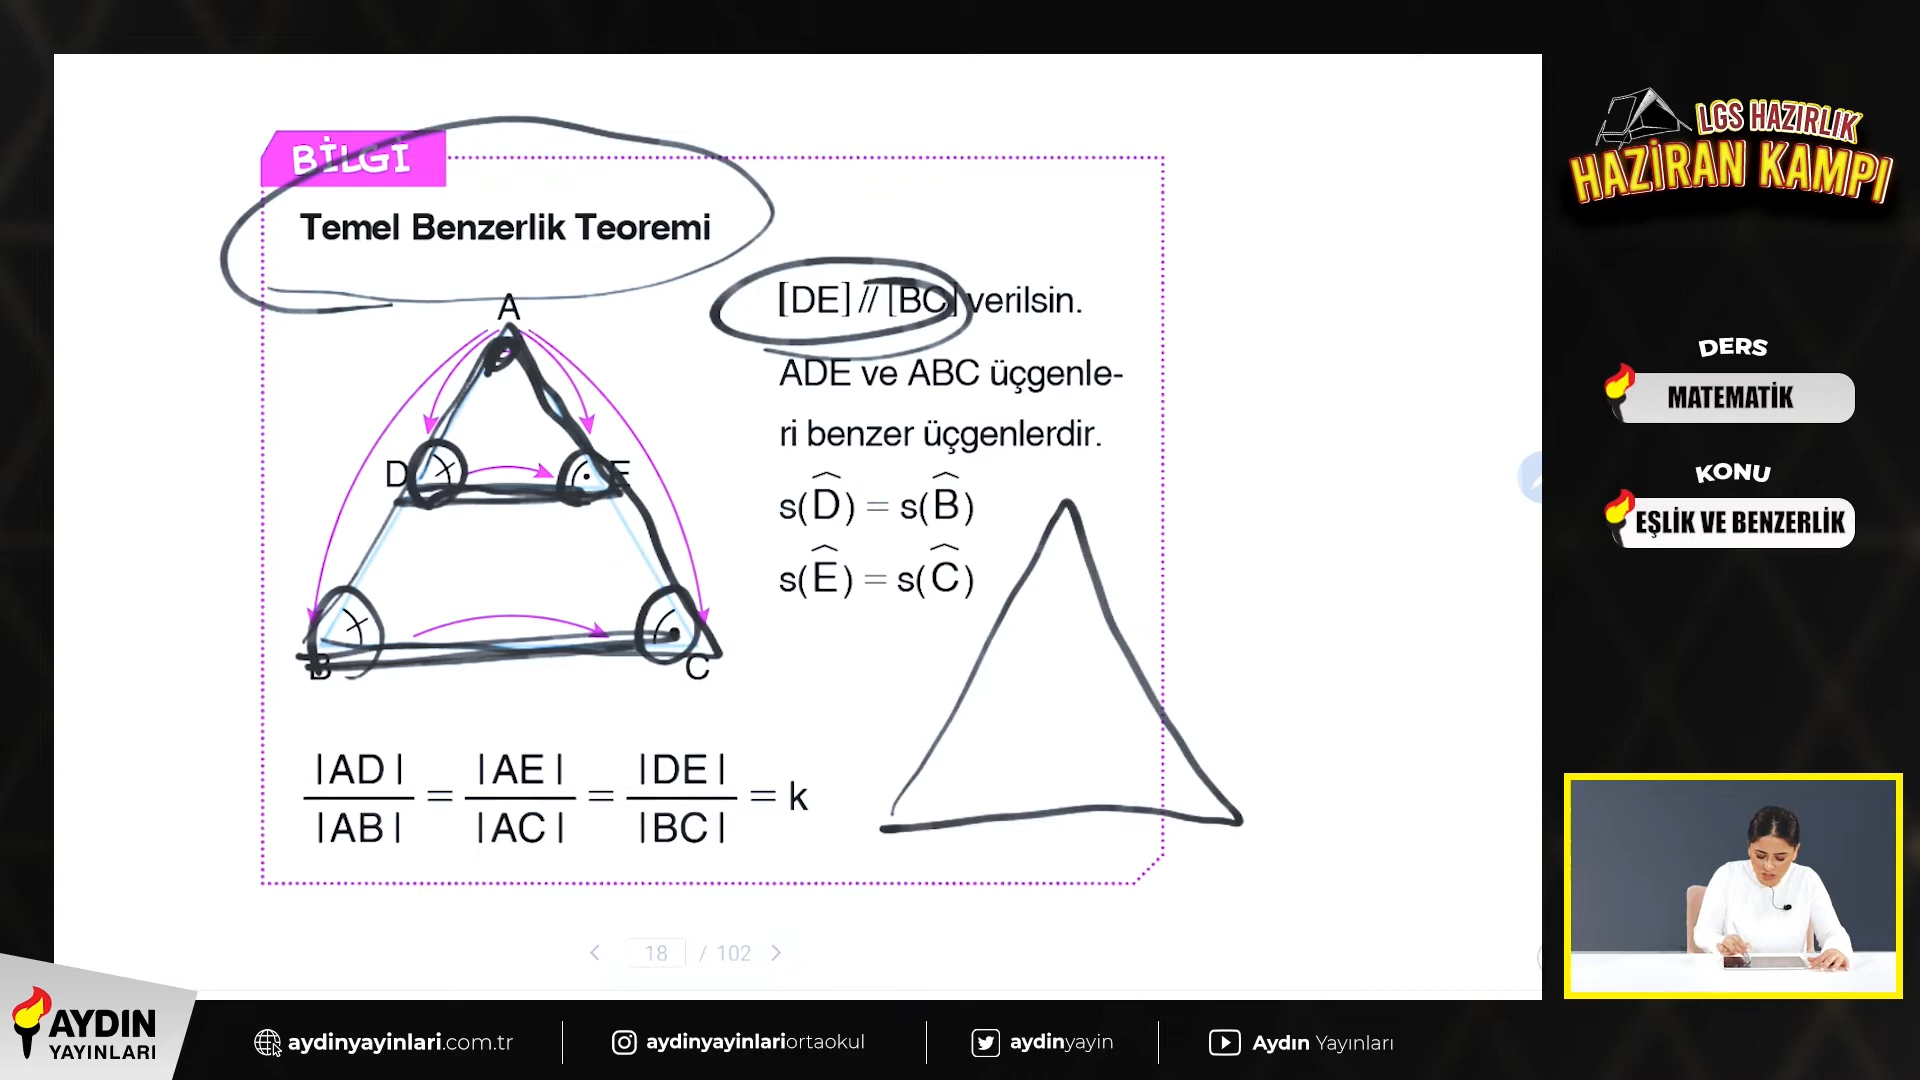 BİLGİ
Temel Benzerlik Teoremi
A
D
E
B
C
[DE] // [BC] verilsin.
ADE ve ABC üçgenle-
ri benzer üçgenlerdir.
s(D̂) = s(B̂)
s(Ê) = s(Ĉ)
|AD| / |AB| = |AE| / |AC| = |DE| / |BC| = k
18 / 102
LGS HAZIRLIK
HAZİRAN KAMPI
DERS
MATEMATİK
KONU
EŞLİK VE BENZERLİK
AYDIN
YAYINLARI
aydinyayinlari.com.tr
aydinyayinlariortaokul
aydinyayin
Aydın Yayınları